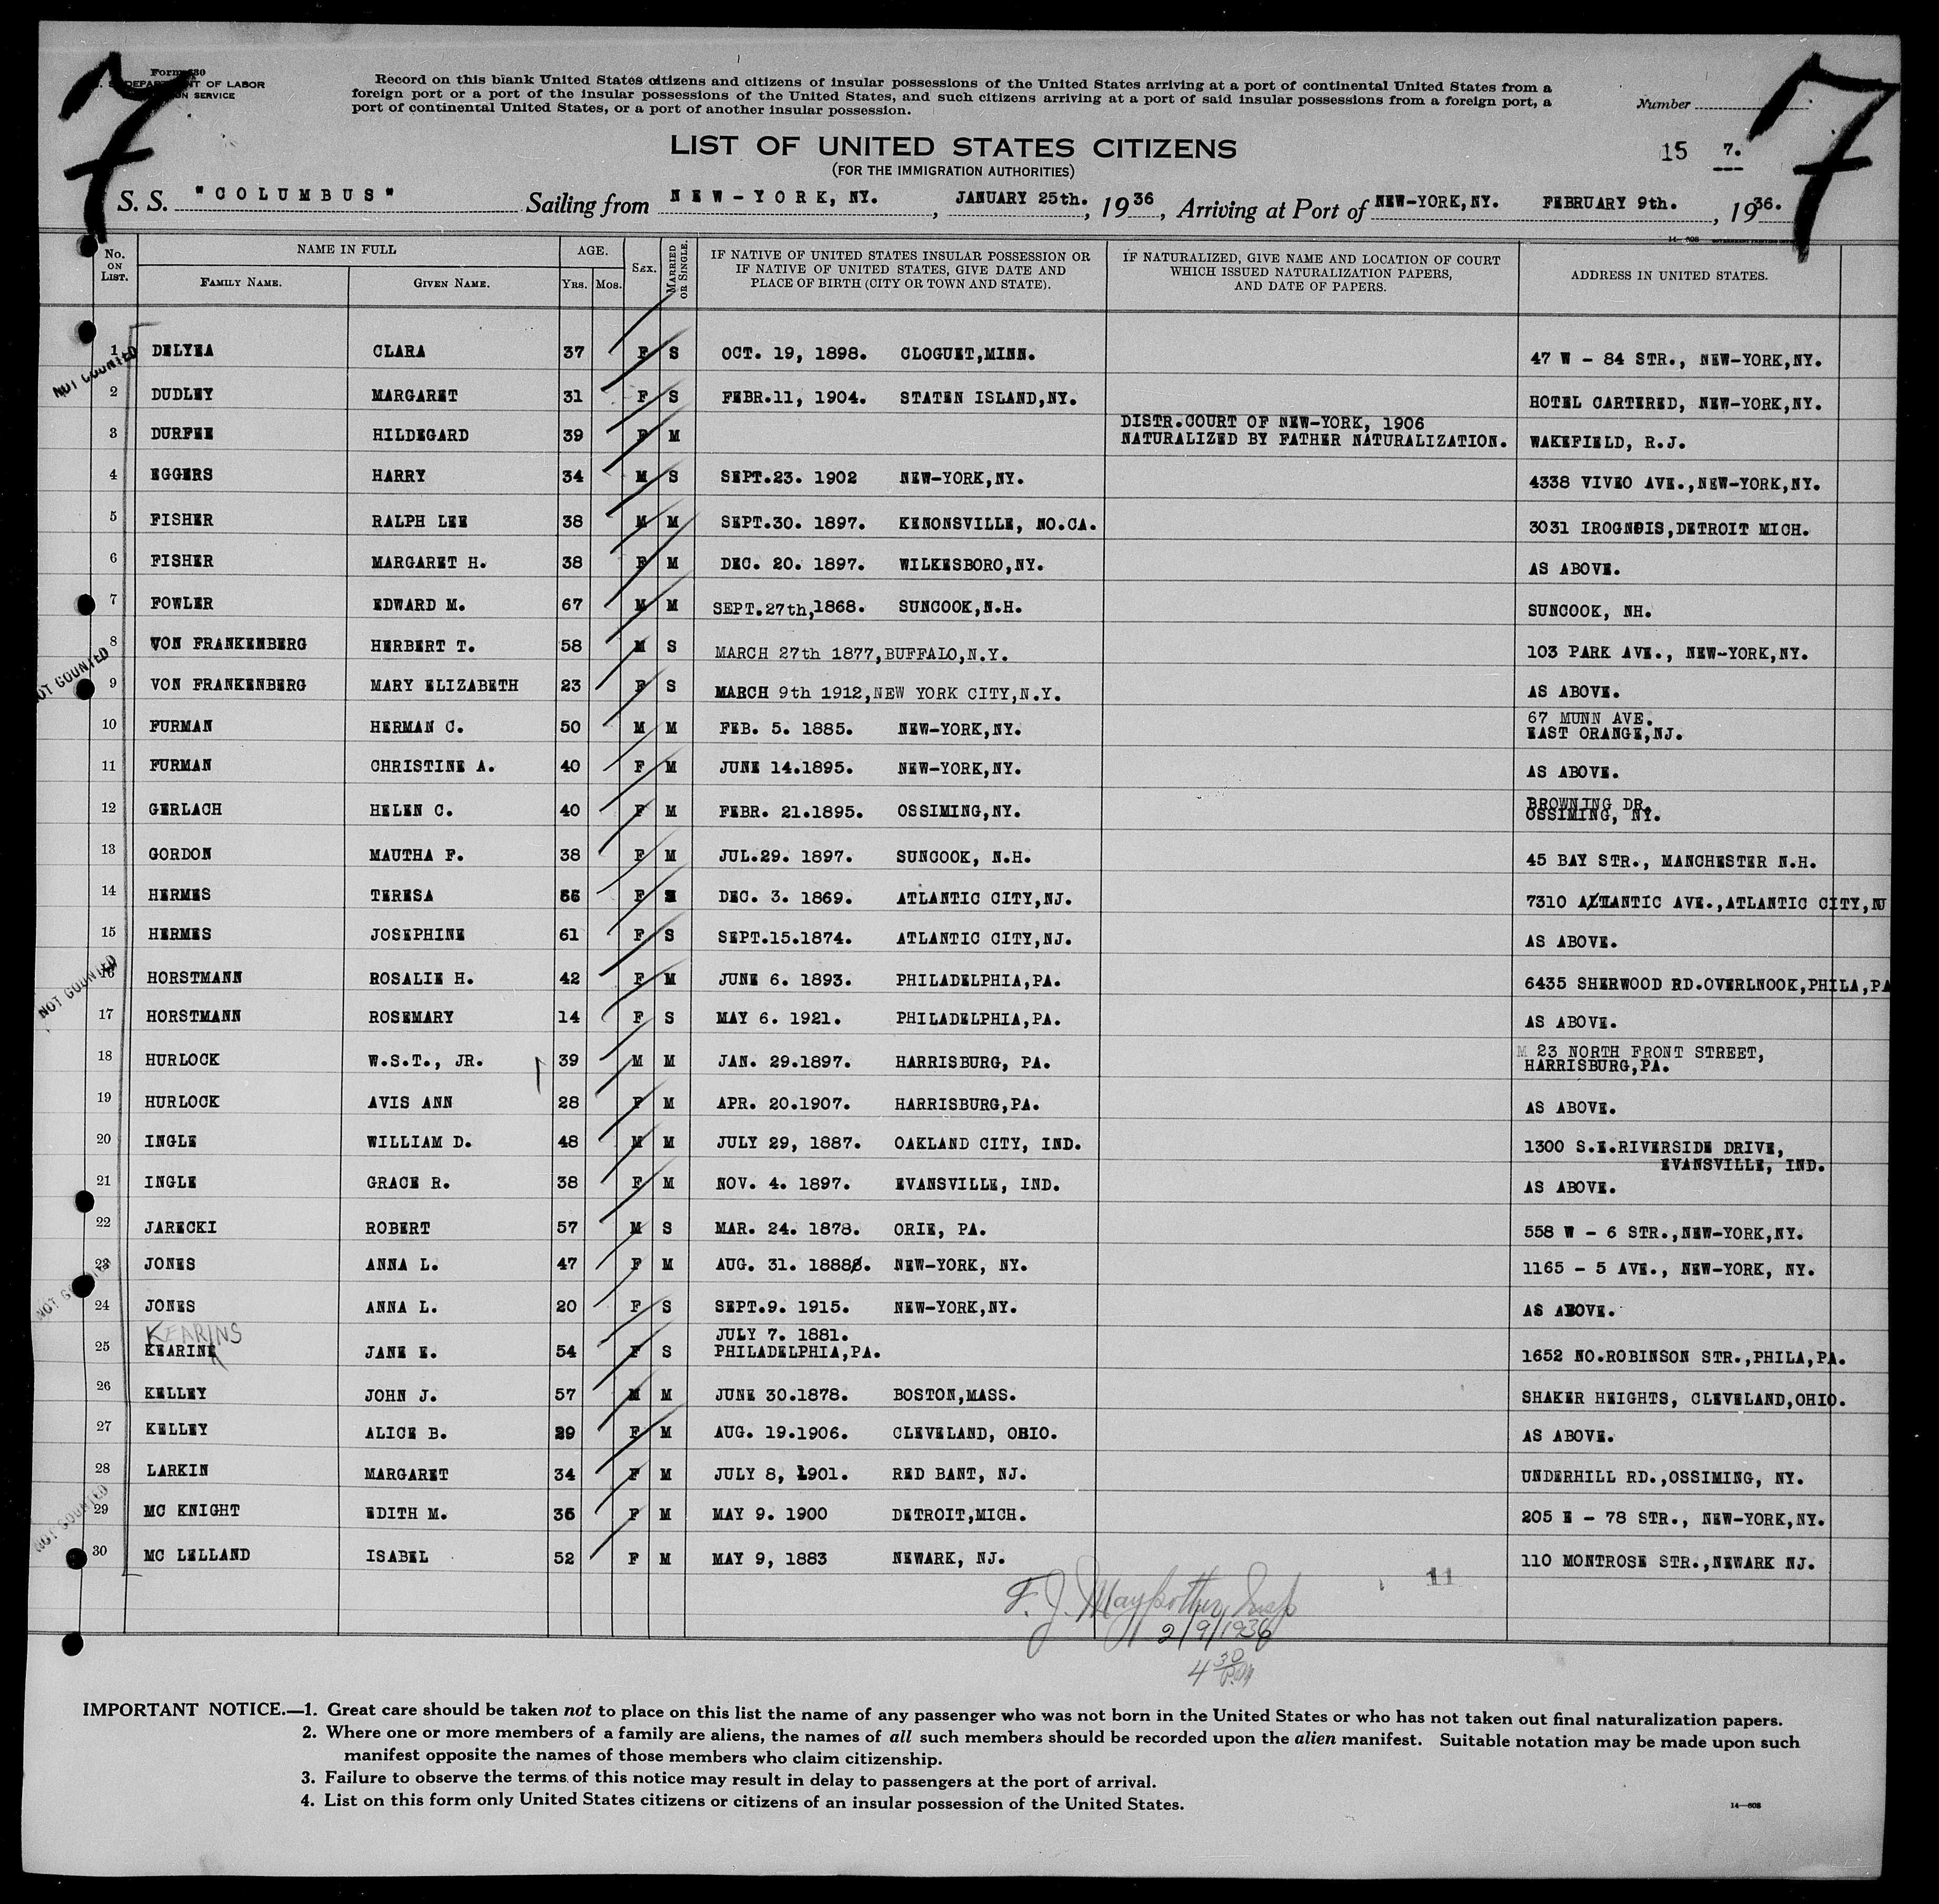 7
7
Form 630
DEPARTMENT OF LABOR
SERVICE
Record on this blank United States citizens and citizens of insular possessions of the United States arriving at a port of continental United States from a
foreign port or a port of the insular possessions of the United States, and such citizens arriving at a port of said insular possessions from a foreign port, a
port of continental United States, or a port of another insular possession.
Number
LIST OF UNITED STATES CITIZENS
(FOR THE IMMIGRATION AUTHORITIES)
15 7.
S. S. "COLUMBUS" Sailing from NEW-YORK, NY. , JANUARY 25th. , 1936 , Arriving at Port of NEW-YORK,NY. FEBRUARY 9th. , 1936.
No. ON LIST. NAME IN FULL FAMILY NAME. GIVEN NAME. AGE. YRS. MOS. SEX. MARRIED OR SINGLE. IF NATIVE OF UNITED STATES INSULAR POSSESSION OR IF NATIVE OF UNITED STATES, GIVE DATE AND PLACE OF BIRTH (CITY OR TOWN AND STATE). IF NATURALIZED, GIVE NAME AND LOCATION OF COURT WHICH ISSUED NATURALIZATION PAPERS, AND DATE OF PAPERS. ADDRESS IN UNITED STATES.
1 DELYEA CLARA 37 F S OCT. 19, 1898. CLOGUET,MINN. 47 W - 84 STR., NEW-YORK,NY.
NOT COUNTED
2 DUDLEY MARGARET 31 F S FEBR.11, 1904. STATEN ISLAND,NY. HOTEL CARTERED, NEW-YORK,NY.
3 DURFEE HILDEGARD 39 F M DISTR.COURT OF NEW-YORK, 1906 NATURALIZED BY FATHER NATURALIZATION. WAKEFIELD, R.J.
4 EGGERS HARRY 34 M S SEPT.23. 1902 NEW-YORK,NY. 4338 VIVEO AVE.,NEW-YORK,NY.
5 FISHER RALPH LEE 38 M M SEPT.30. 1897. KENONSVILLE, NO.CA. 3031 IROGNOIS,DETROIT MICH.
6 FISHER MARGARET H. 38 F M DEC. 20. 1897. WILKESBORO,NY. AS ABOVE.
7 FOWLER EDWARD M. 67 M M SEPT.27th,1868. SUNCOOK,N.H. SUNCOOK, NH.
8 VON FRANKENBERG HERBERT T. 58 M S MARCH 27th 1877,BUFFALO,N.Y. 103 PARK AVE., NEW-YORK,NY.
NOT COUNTED
9 VON FRANKENBERG MARY ELIZABETH 23 F S MARCH 9th 1912,NEW YORK CITY,N.Y. AS ABOVE.
10 FURMAN HERMAN C. 50 M M FEB. 5. 1885. NEW-YORK,NY. 67 MUNN AVE. EAST ORANGE,NJ.
11 FURMAN CHRISTINE A. 40 F M JUNE 14.1895. NEW-YORK,NY. AS ABOVE.
12 GERLACH HELEN C. 40 F M FEBR. 21.1895. OSSIMING,NY. BROWNING DR. OSSIMING, NY.
13 GORDON MAUTHA F. 38 F M JUL.29. 1897. SUNCOOK, N.H. 45 BAY STR., MANCHESTER N.H.
14 HERMES TERESA 66 F S DEC. 3. 1869. ATLANTIC CITY,NJ. 7310 ATLANTIC AVE.,ATLANTIC CITY,NJ
15 HERMES JOSEPHINE 61 F S SEPT.15.1874. ATLANTIC CITY,NJ. AS ABOVE.
16 HORSTMANN ROSALIE H. 42 F M JUNE 6. 1893. PHILADELPHIA,PA. 6435 SHERWOOD RD.OVERLNOOK,PHILA,PA
NOT COUNTED
17 HORSTMANN ROSEMARY 14 F S MAY 6. 1921. PHILADELPHIA,PA. AS ABOVE.
18 HURLOCK W.S.T., JR. 39 M M JAN. 29.1897. HARRISBURG, PA. 23 NORTH FRONT STREET, HARRISBURG,PA.
19 HURLOCK AVIS ANN 28 F M APR. 20.1907. HARRISBURG,PA. AS ABOVE.
20 INGLE WILLIAM D. 48 M M JULY 29, 1887. OAKLAND CITY, IND. 1300 S.E.RIVERSIDE DRIVE, EVANSVILLE, IND.
21 INGLE GRACE R. 38 F M NOV. 4. 1897. EVANSVILLE, IND. AS ABOVE.
22 JARECKI ROBERT 57 M S MAR. 24. 1878. ORIE, PA. 558 W - 6 STR.,NEW-YORK,NY.
23 JONES ANNA L. 47 F M AUG. 31. 1888. NEW-YORK, NY. 1165 - 5 AVE., NEW-YORK, NY.
NOT COUNTED
24 JONES ANNA L. 20 F S SEPT.9. 1915. NEW-YORK,NY. AS ABOVE.
KEARINS
25 KEARINE JANE E. 54 F S JULY 7. 1881. PHILADELPHIA,PA. 1652 NO.ROBINSON STR.,PHILA,PA.
26 KELLEY JOHN J. 57 M M JUNE 30.1878. BOSTON,MASS. SHAKER HEIGHTS, CLEVELAND,OHIO.
27 KELLEY ALICE B. 29 F M AUG. 19.1906. CLEVELAND, OHIO. AS ABOVE.
28 LARKIN MARGARET 34 F M JULY 8, 1901. RED BANT, NJ. UNDERHILL RD.,OSSIMING, NY.
29 MC KNIGHT EDITH M. 35 F M MAY 9. 1900 DETROIT,MICH. 205 E - 78 STR., NEW-YORK,NY.
NOT COUNTED
30 MC LELLAND ISABEL 52 F M MAY 9, 1883 NEWARK, NJ. 110 MONTROSE STR.,NEWARK NJ.
11
F. J. Maypother, Insp
2/9/1936
4 30 P.M
IMPORTANT NOTICE.—1. Great care should be taken not to place on this list the name of any passenger who was not born in the United States or who has not taken out final naturalization papers.
2. Where one or more members of a family are aliens, the names of all such members should be recorded upon the alien manifest. Suitable notation may be made upon such
manifest opposite the names of those members who claim citizenship.
3. Failure to observe the terms of this notice may result in delay to passengers at the port of arrival.
4. List on this form only United States citizens or citizens of an insular possession of the United States.
14—608